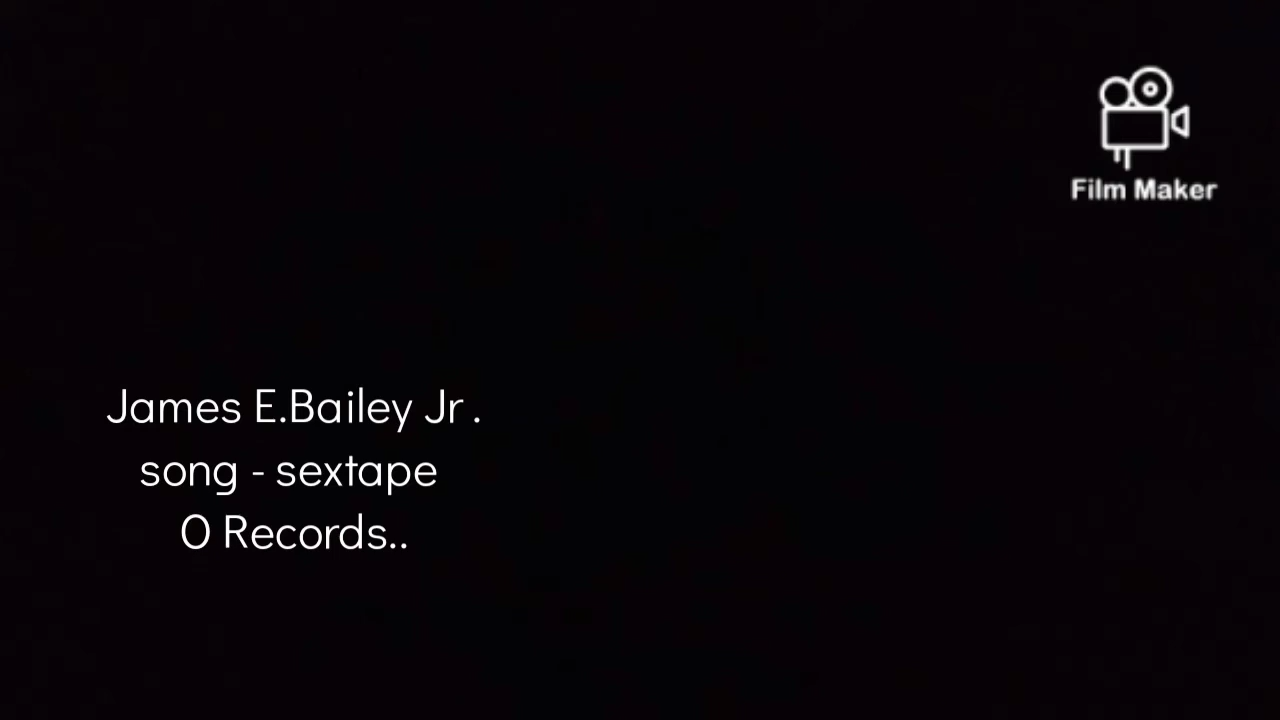 Film Maker
James E.Bailey Jr .
song - sextape
O Records..